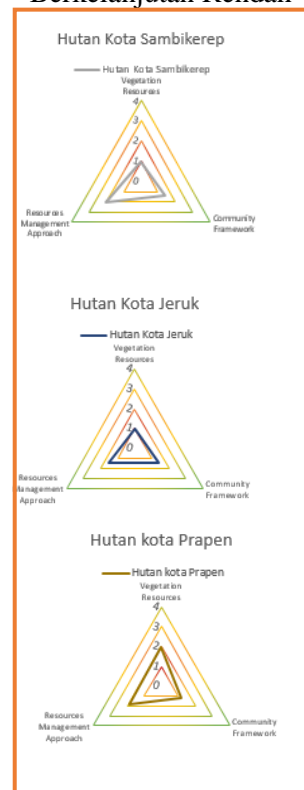 Berkelanjutan Rendah
Hutan Kota Sambikerep
Hutan Kota Sambikerep
Vegetation
Resources
4
3
2
1
0
Resources
Management
Approach
Community
Framework
Hutan Kota Jeruk
Hutan Kota Jeruk
Vegetation
Resources
4
3
2
1
0
Resources
Management
Approach
Community
Framework
Hutan kota Prapen
Hutan kota Prapen
Vegetation
Resources
4
3
2
1
0
Resources
Management
Approach
Community
Framework